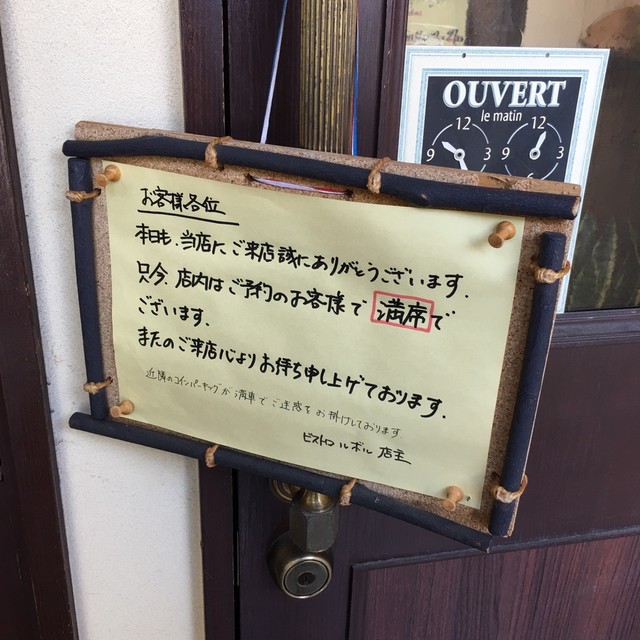 OUVERT
le matin
12
12
9
3
9
3
お客様各位
本日も、当店にご来店誠にありがとうございます.
只今、店内はご予約のお客様で 満席で
ございます.
またのご来店心よりお待ち申し上げております.
近隣のコインパーキングが満車でご迷惑をお掛けしております
ビストロ ルボル 店主